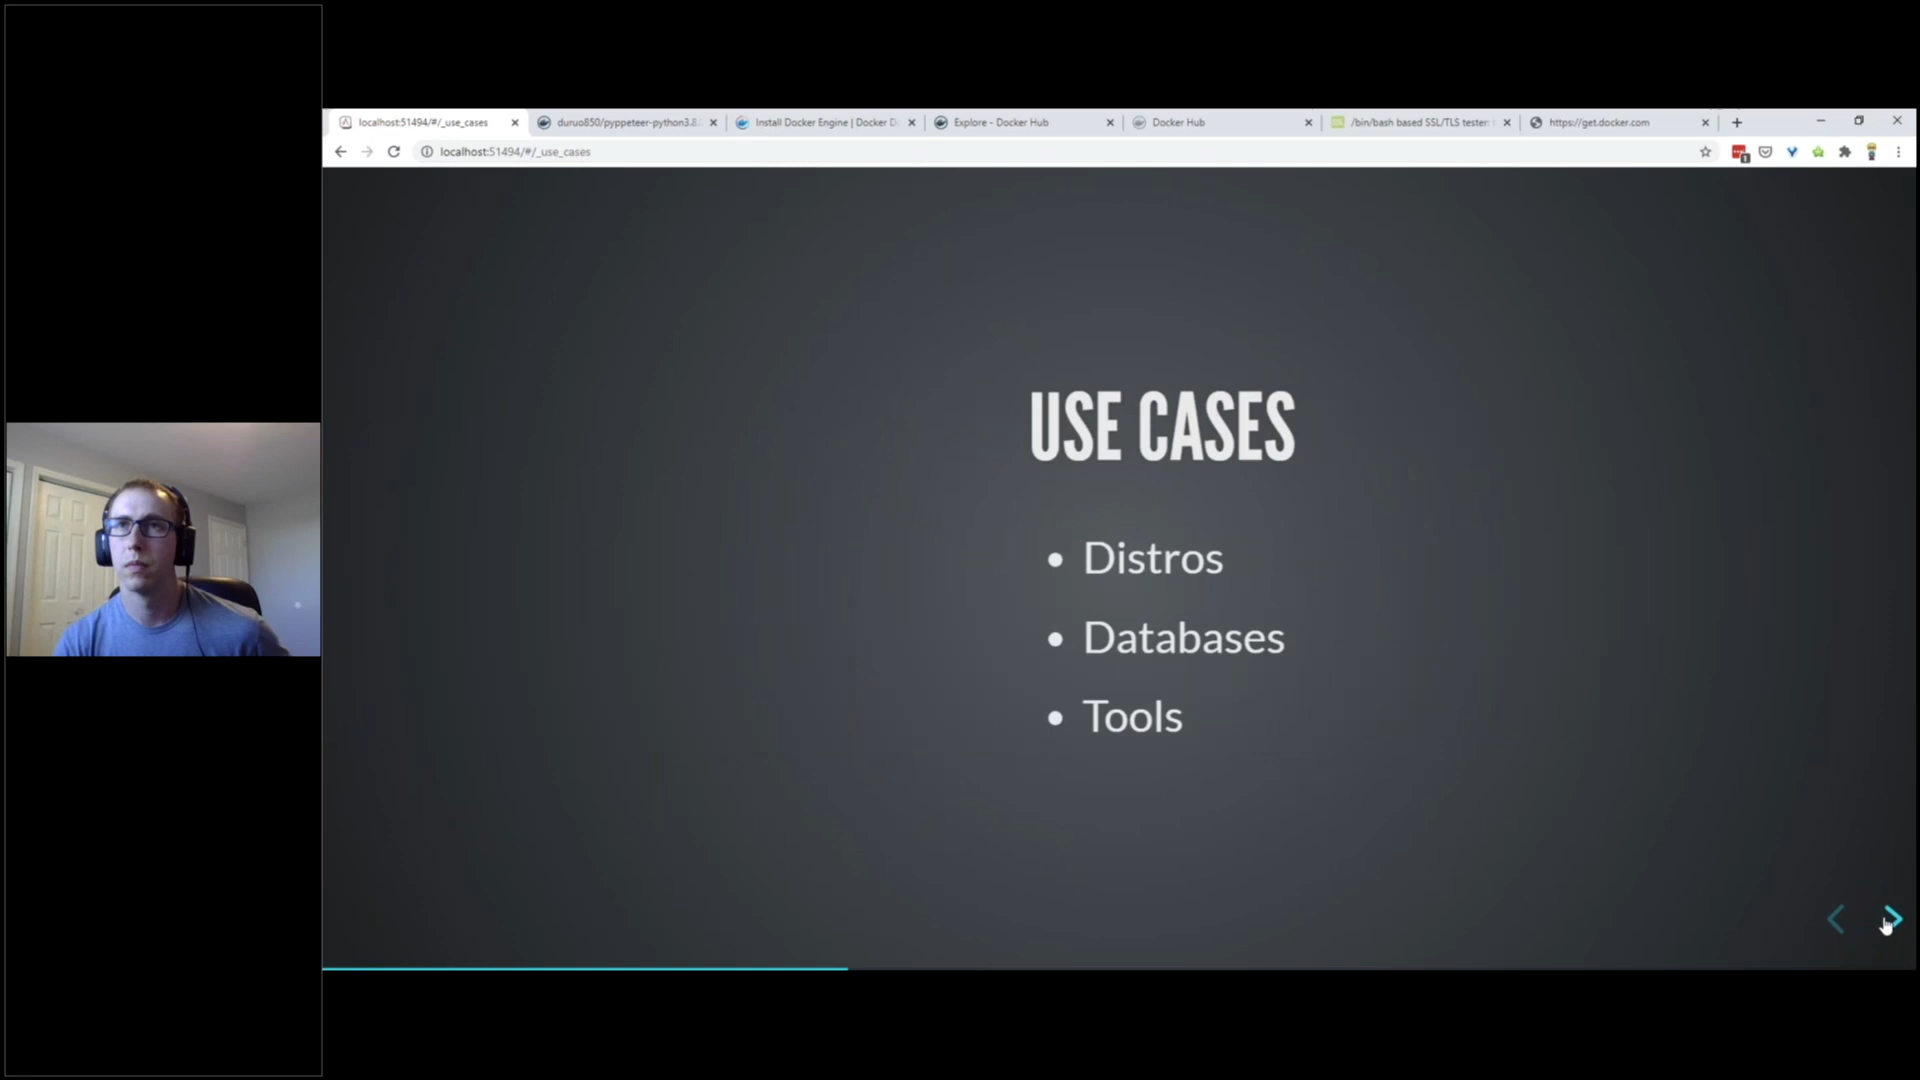 localhost:51494/#/_use_cases
duruo850/pyppeteer-python3.8.
Install Docker Engine | Docker D
Explore - Docker Hub
Docker Hub
/bin/bash based SSL/TLS tester:
https://get.docker.com
localhost:51494/#/_use_cases
USE CASES
• Distros
• Databases
• Tools